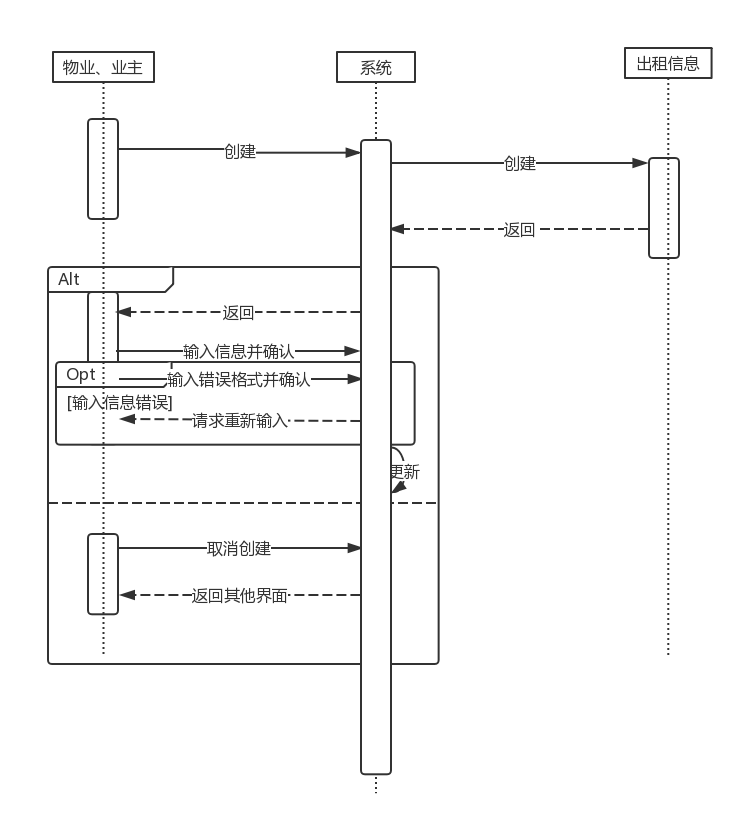 物业、业主
系统
出租信息
创建
创建
返回
Alt
返回
输入信息并确认
Opt
输入错误格式并确认
[输入信息错误]
请求重新输入
更新
取消创建
返回其他界面